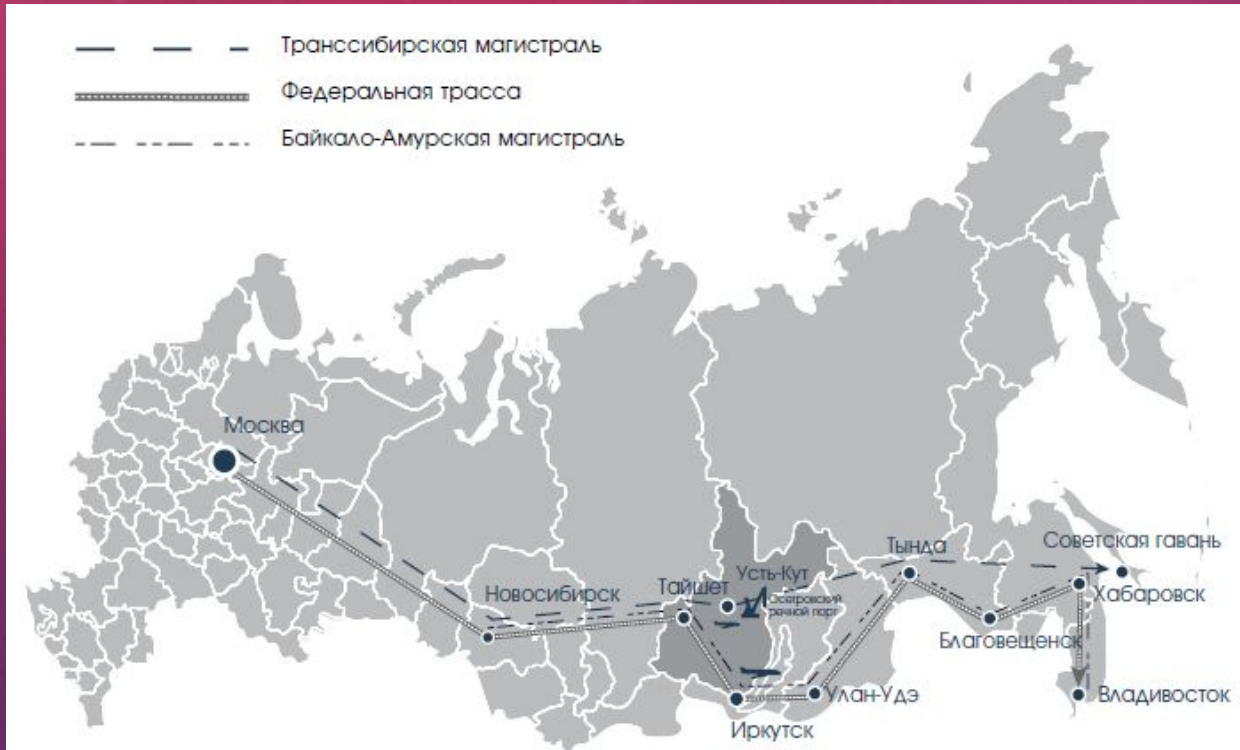 Транссибирская магистраль
Федеральная трасса
Байкало-Амурская магистраль
Москва
Новосибирск
Тайшет
Усть-Кут
Осетровский
речной порт
Тында
Советская гавань
Хабаровск
Благовещенск
Улан-Удэ
Владивосток
Иркутск